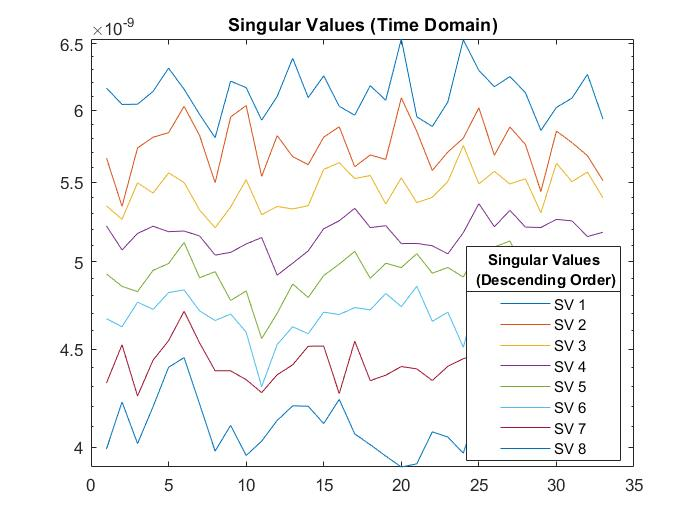 Singular Values (Time Domain)
×10⁻⁹
6.5
6
5.5
5
4.5
4
0 5 10 15 20 25 30 35
Singular Values
(Descending Order)
SV 1
SV 2
SV 3
SV 4
SV 5
SV 6
SV 7
SV 8